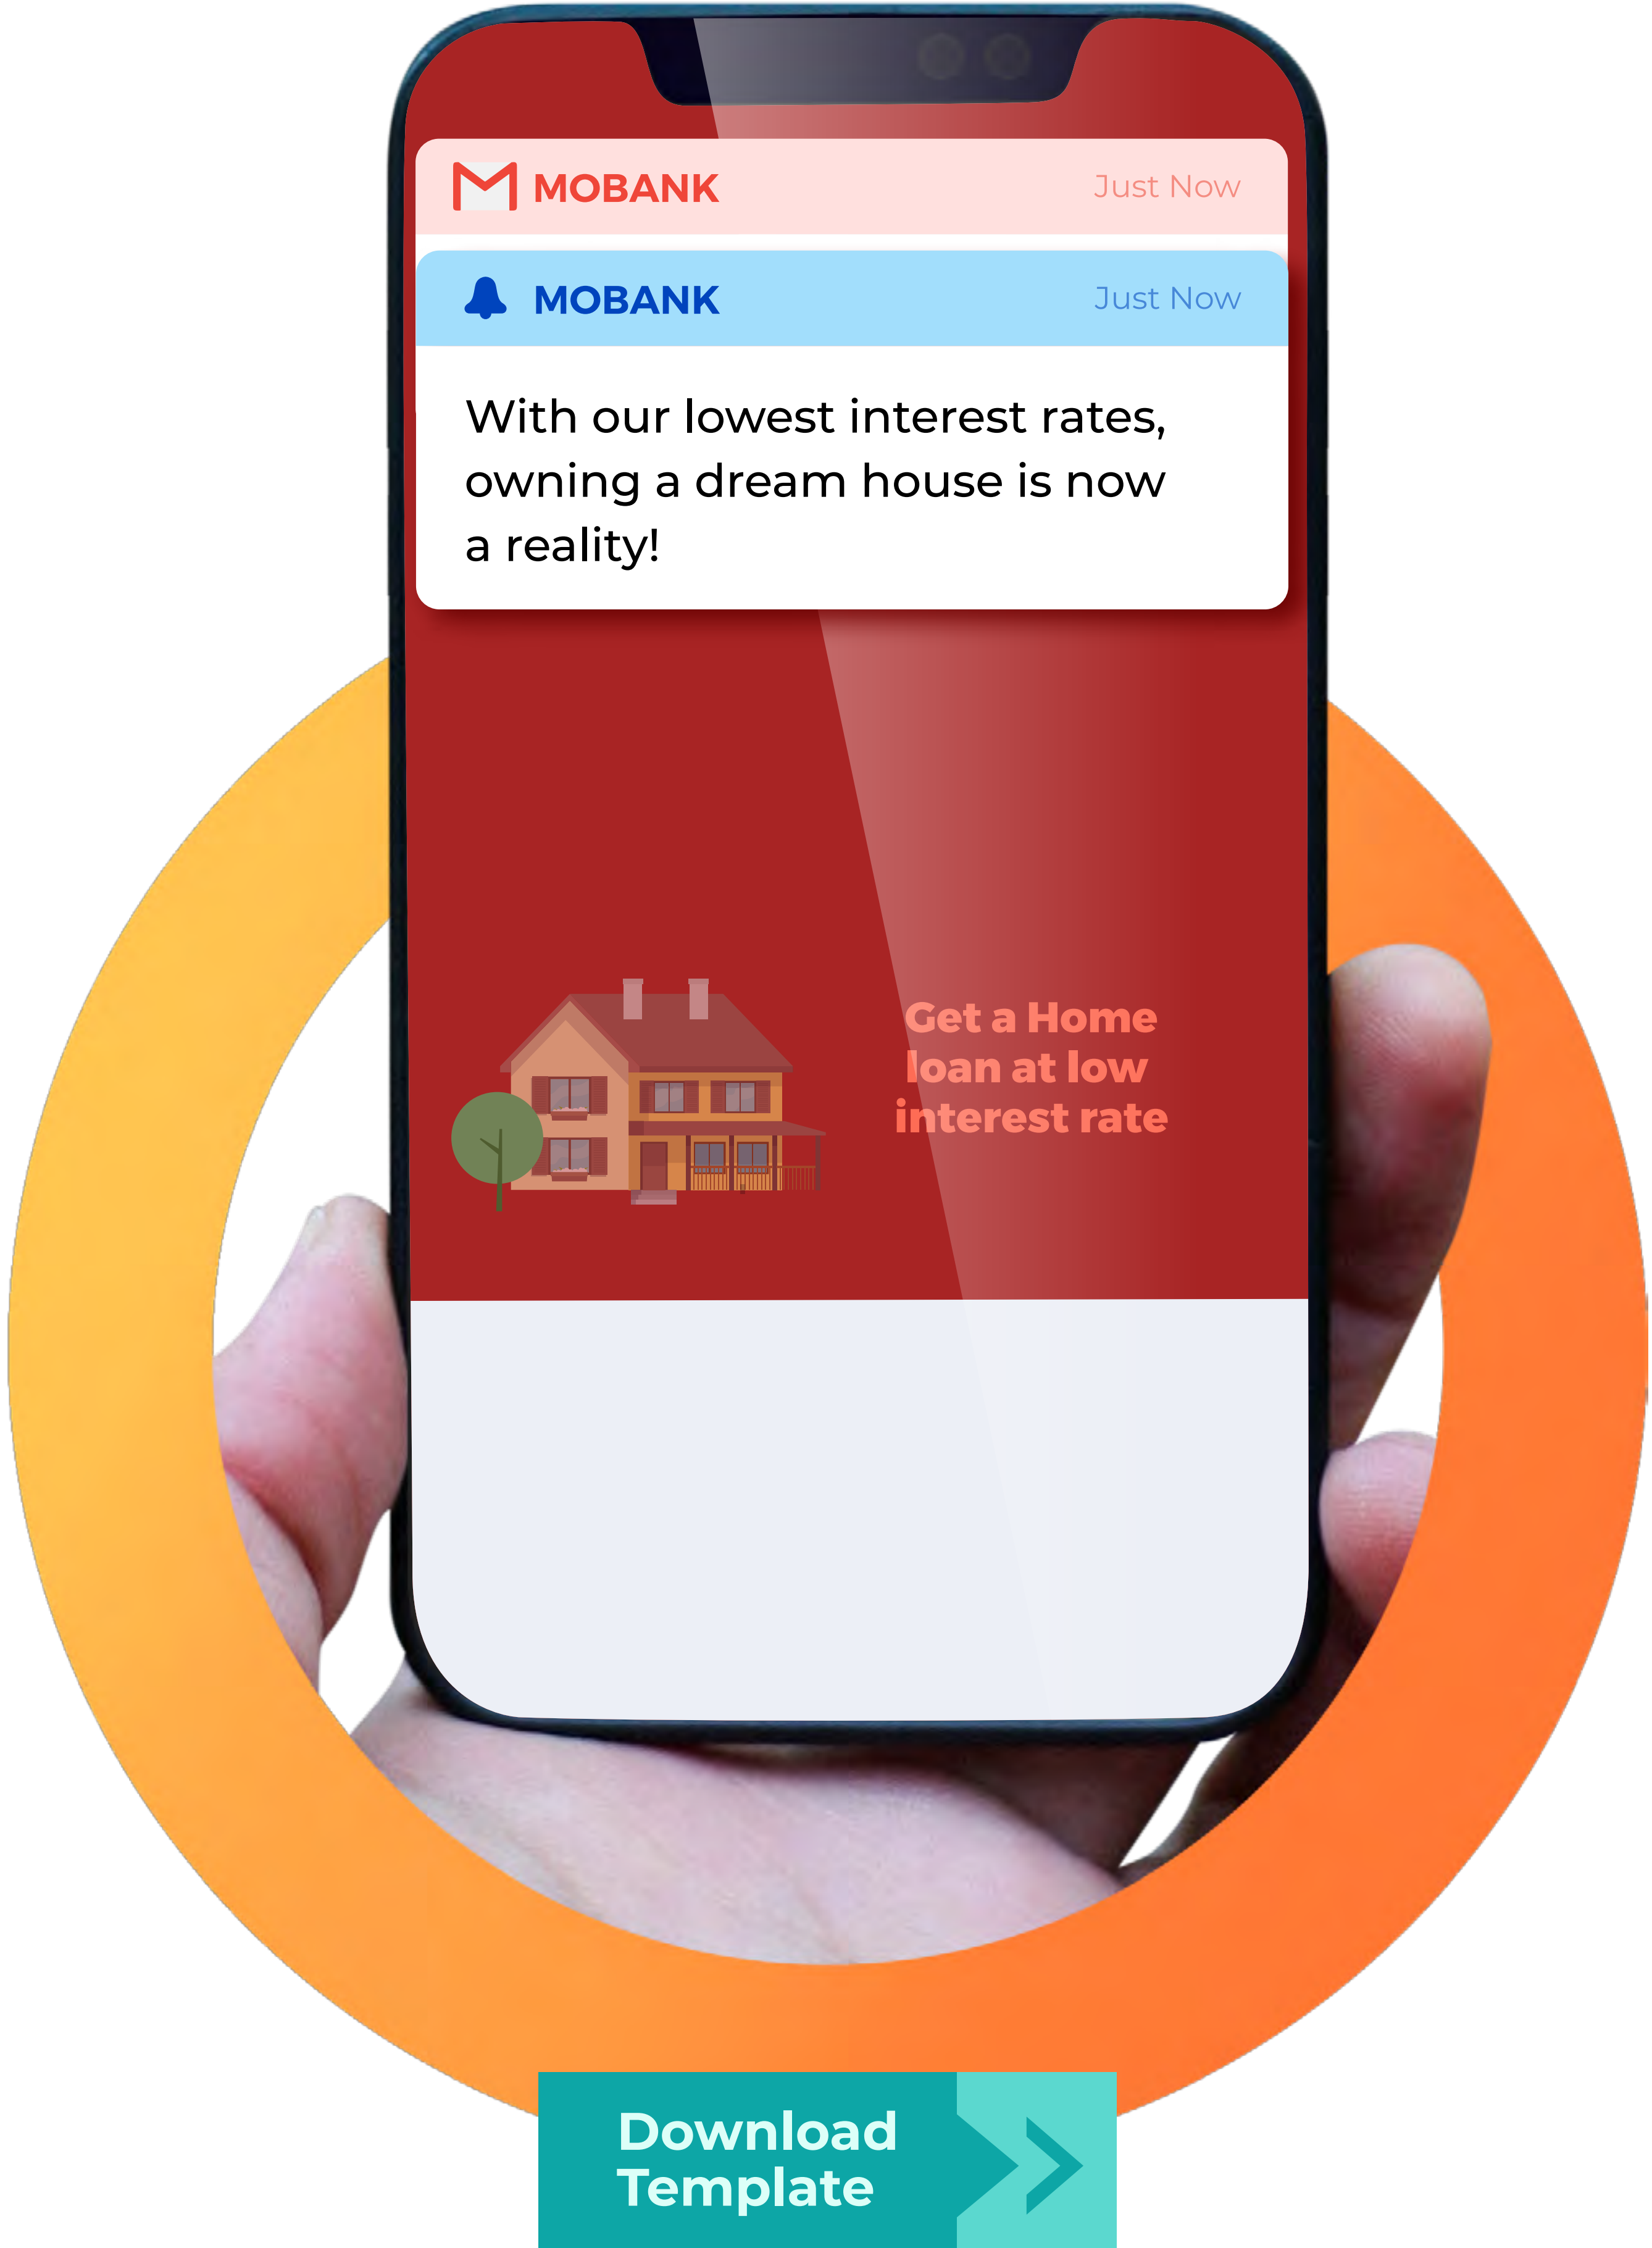 MOBANK Just Now
MOBANK Just Now
With our lowest interest rates,
owning a dream house is now
a reality!
Get a Home
loan at low
interest rate
Download
Template